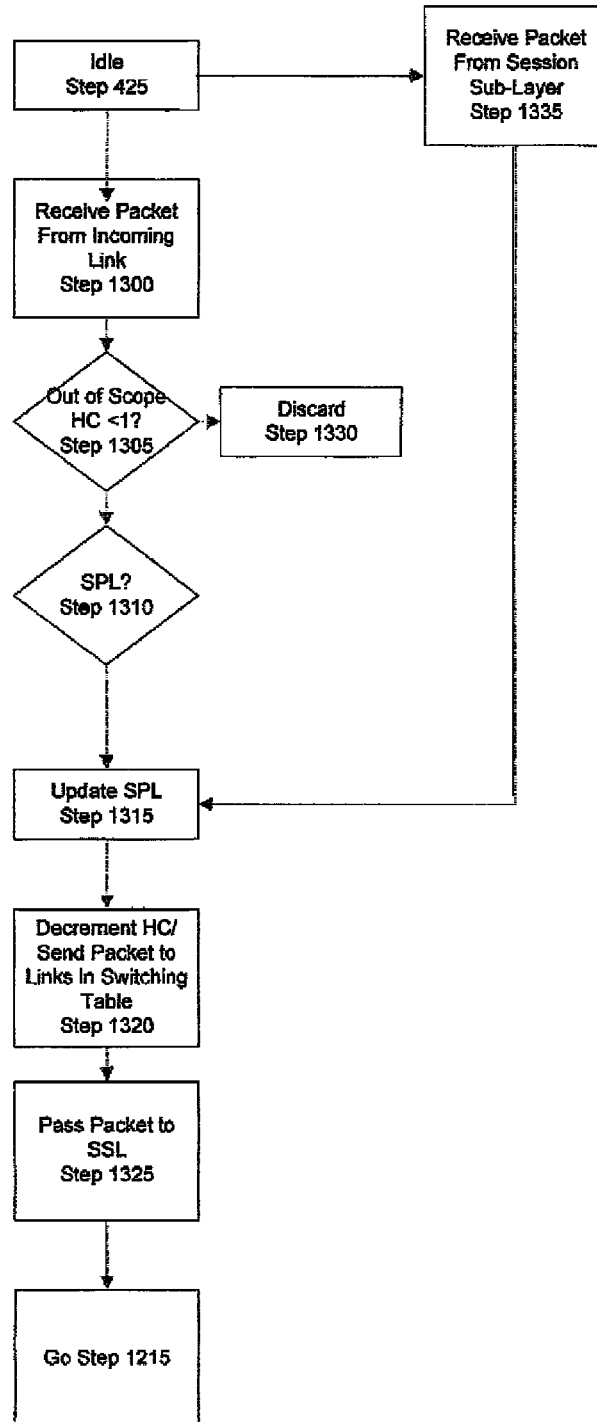 Idle
Step 425
Receive Packet
From Session
Sub-Layer
Step 1335
Receive Packet
From Incoming
Link
Step 1300
Out of Scope
HC <1?
Step 1305
Discard
Step 1330
SPL?
Step 1310
Update SPL
Step 1315
Decrement HC/
Send Packet to
Links In Switching
Table
Step 1320
Pass Packet to
SSL
Step 1325
Go Step 1215